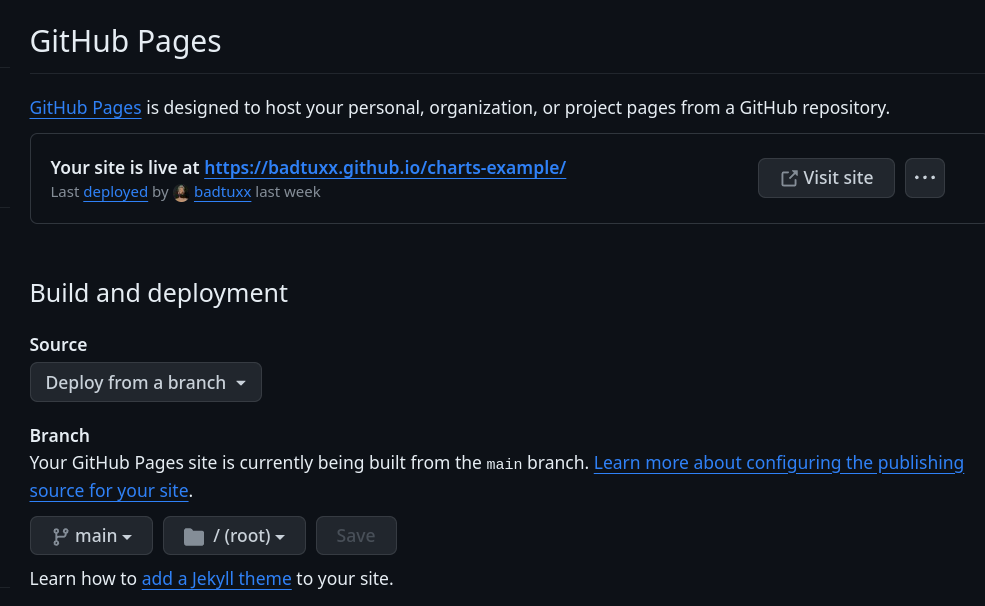 GitHub Pages
GitHub Pages is designed to host your personal, organization, or project pages from a GitHub repository.
Your site is live at https://badtuxx.github.io/charts-example/
Last deployed by badtuxx last week
Visit site
Build and deployment
Source
Deploy from a branch
Branch
Your GitHub Pages site is currently being built from the main branch. Learn more about configuring the publishing
source for your site.
main
/ (root)
Save
Learn how to add a Jekyll theme to your site.